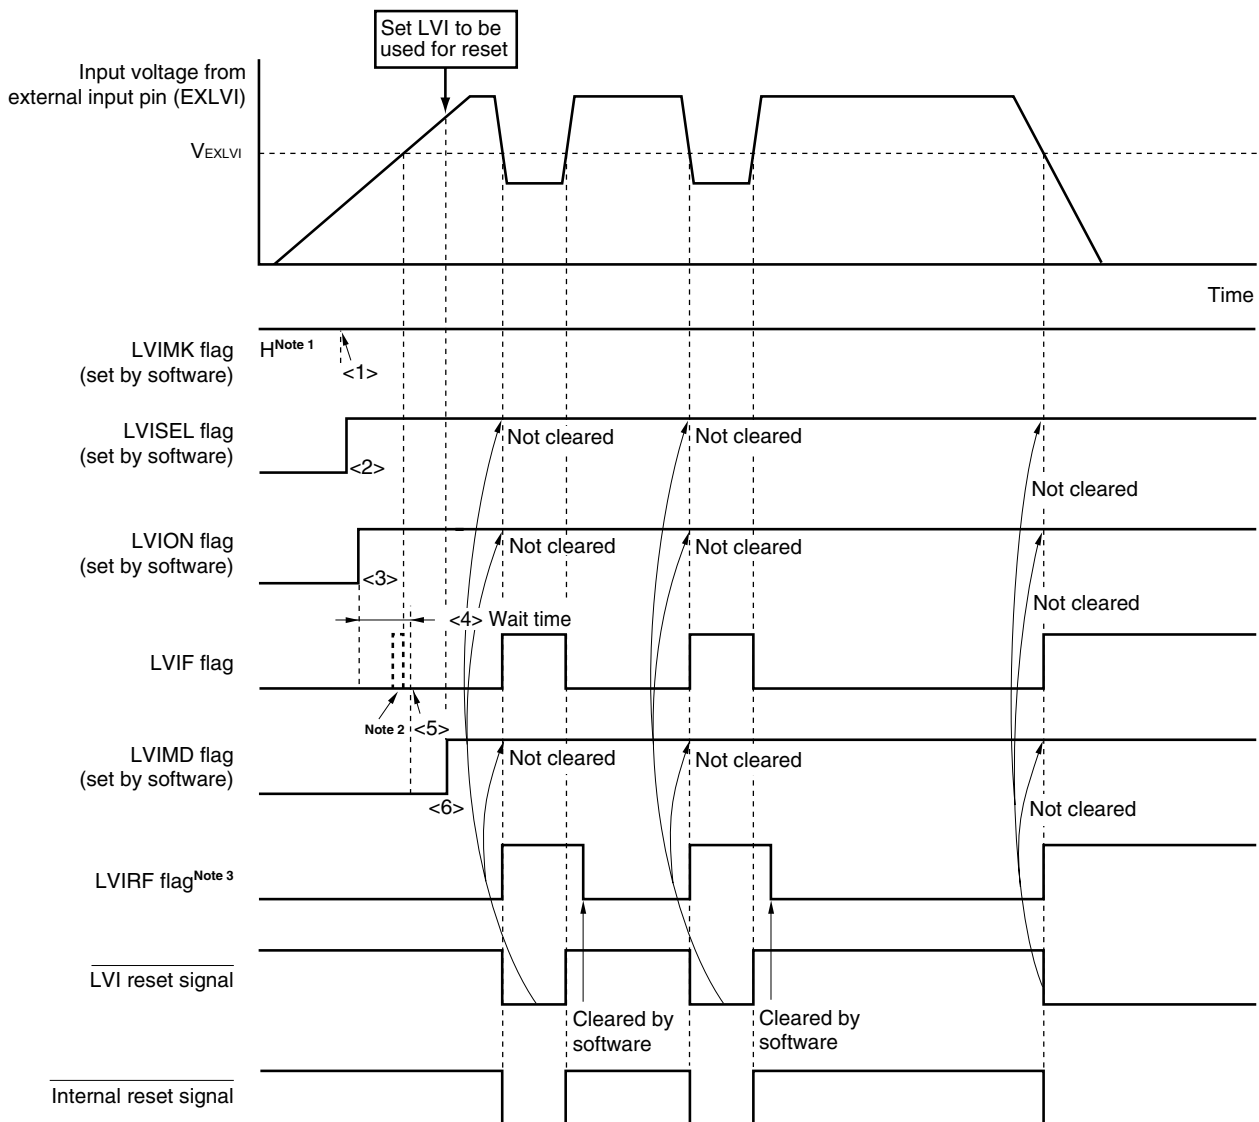 Set LVI to be
used for reset
Input voltage from
external input pin (EXLVI)
VEXLVI
Time
LVIMK flag
(set by software)
HNote 1
<1>
LVISEL flag
(set by software)
<2>
Not cleared
Not cleared
Not cleared
LVION flag
(set by software)
<3>
Not cleared
Not cleared
Not cleared
<4> Wait time
LVIF flag
Note 2
<5>
LVIMD flag
(set by software)
<6>
Not cleared
Not cleared
Not cleared
LVIRF flagNote 3
LVI reset signal
Cleared by
software
Cleared by
software
Internal reset signal